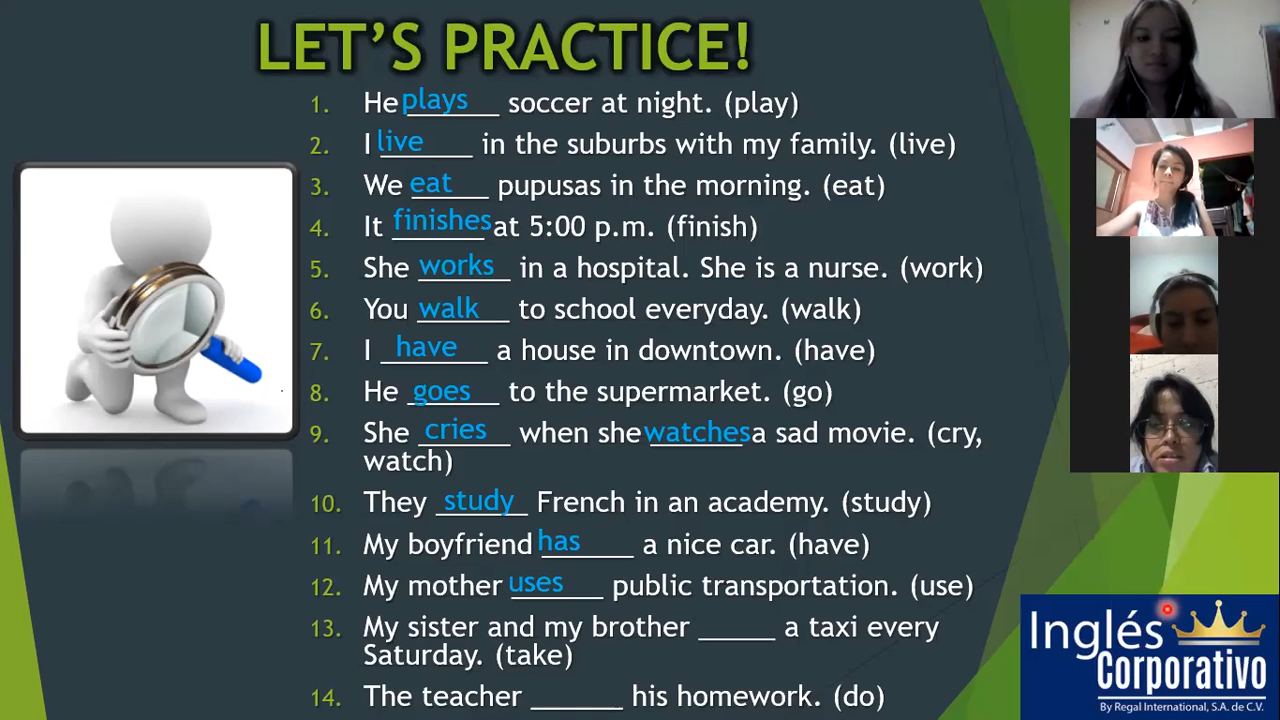 LET'S PRACTICE!
1. He plays soccer at night. (play)
2. I live in the suburbs with my family. (live)
3. We eat pupusas in the morning. (eat)
4. It finishes at 5:00 p.m. (finish)
5. She works in a hospital. She is a nurse. (work)
6. You walk to school everyday. (walk)
7. I have a house in downtown. (have)
8. He goes to the supermarket. (go)
9. She cries when she watches a sad movie. (cry,
watch)
10. They study French in an academy. (study)
11. My boyfriend has a nice car. (have)
12. My mother uses public transportation. (use)
13. My sister and my brother _____ a taxi every
Saturday. (take)
14. The teacher ______ his homework. (do)
Inglés
Corporativo
By Regal International, S.A. de C.V.